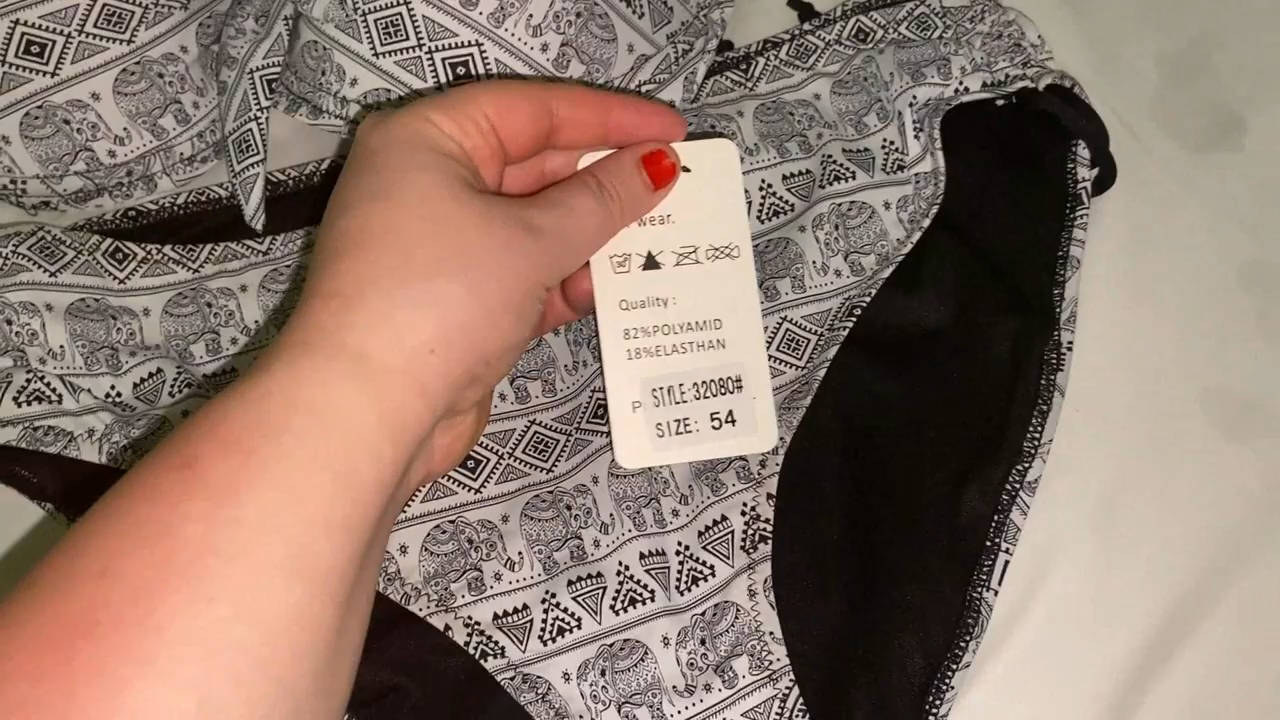 wear.
Quality :
82%POLYAMID
18%ELASTHAN
P
STYLE:32080#
SIZE: 54